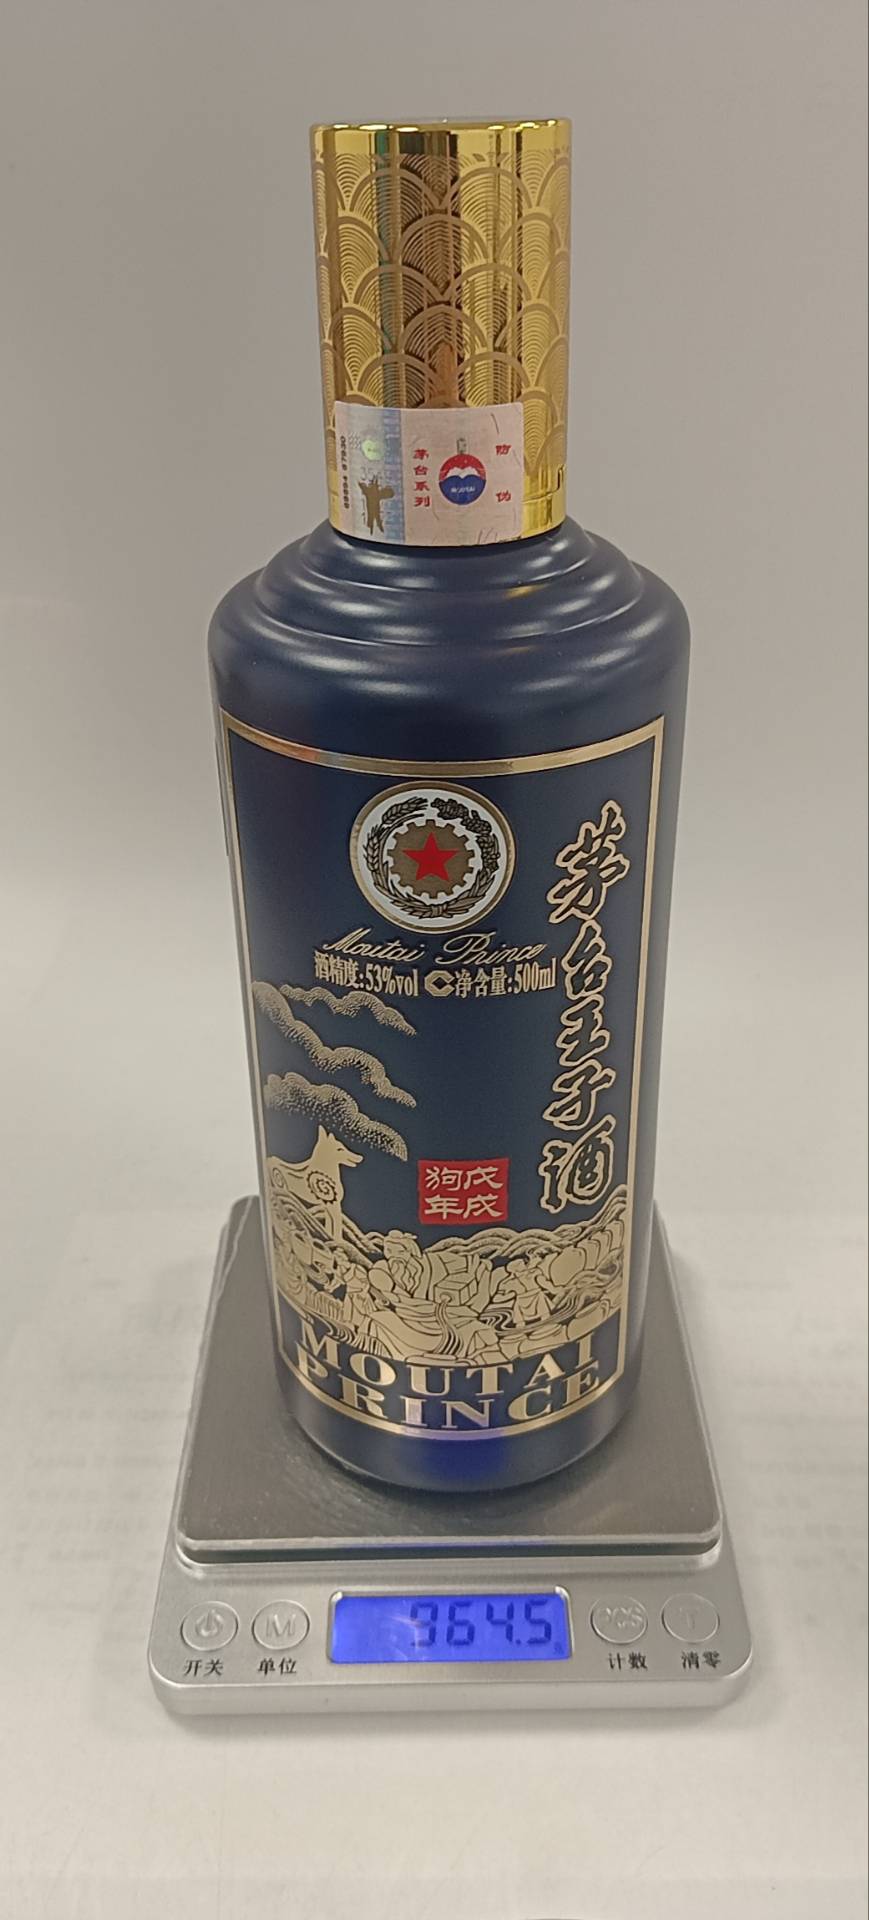 茅台系列
MOUTAI
防伪
Moutai Prince
酒精度:53%vol 净含量:500ml
茅台王子酒
戊戌
狗年
MOUTAI
PRINCE
964.5
M
PCS
T
开关
单位
计数
清零